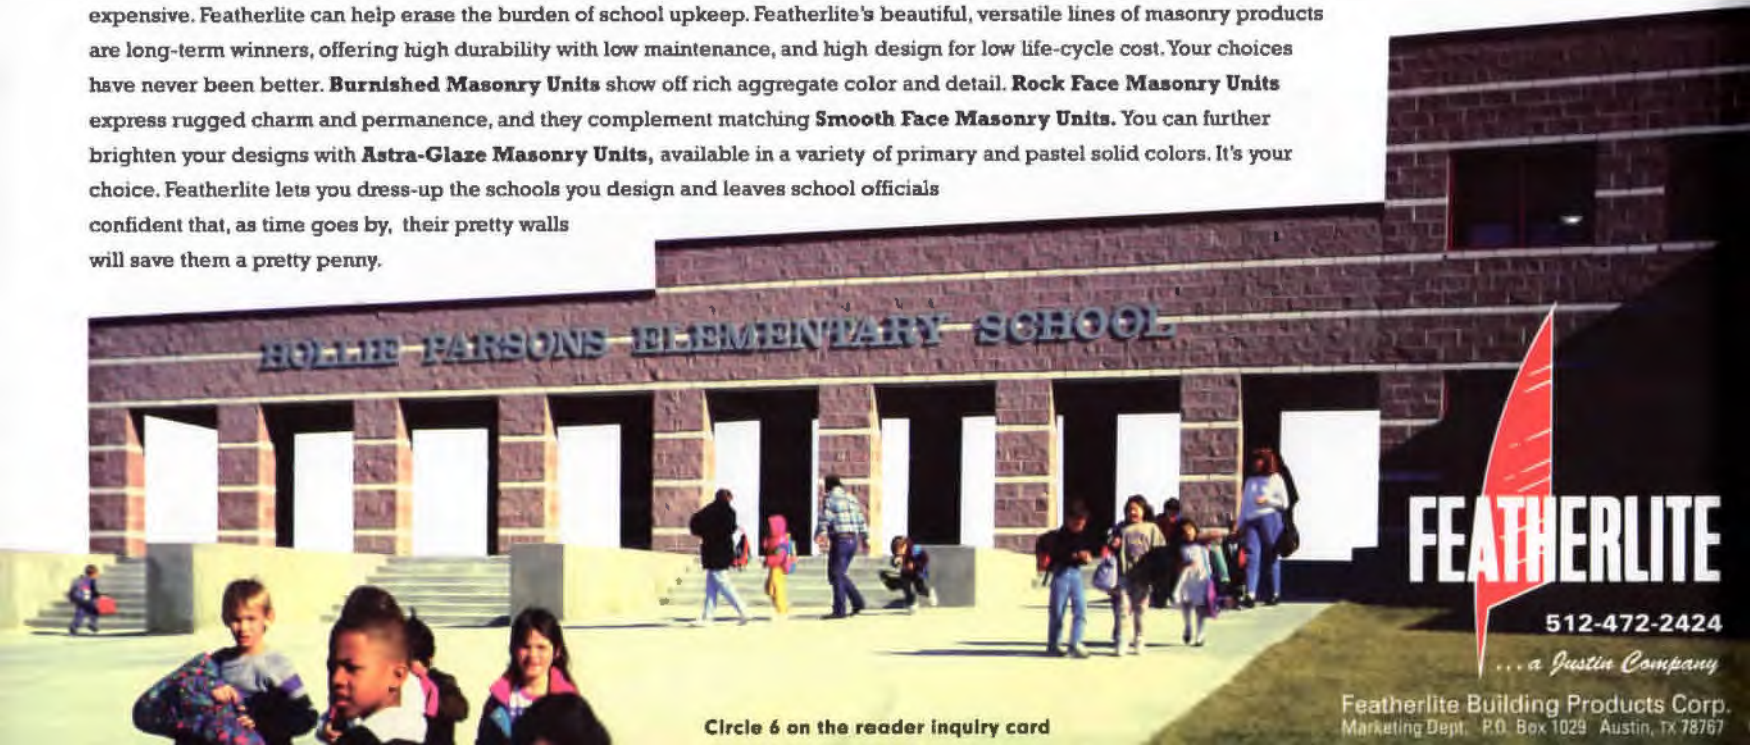 expensive. Featherlite can help erase the burden of school upkeep. Featherlite's beautiful, versatile lines of masonry products
are long-term winners, offering high durability with low maintenance, and high design for low life-cycle cost. Your choices
have never been better. Burnished Masonry Units show off rich aggregate color and detail. Rock Face Masonry Units
express rugged charm and permanence, and they complement matching Smooth Face Masonry Units. You can further
brighten your designs with Astra-Glaze Masonry Units, available in a variety of primary and pastel solid colors. It's your
choice. Featherlite lets you dress-up the schools you design and leaves school officials
confident that, as time goes by, their pretty walls
will save them a pretty penny.
HOLLIE PARSONS ELEMENTARY SCHOOL
FEATHERLITE
512-472-2424
...a Justin Company
Featherlite Building Products Corp.
Marketing Dept. P.O. Box 1029 Austin, TX 78767
Circle 6 on the reader inquiry card